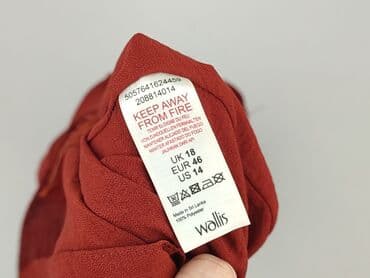 5057641624459
208814014
KEEP AWAY
FROM FIRE
UK 18
EUR 46
US 14
Made in Sri Lanka
100% Polyester
wallis